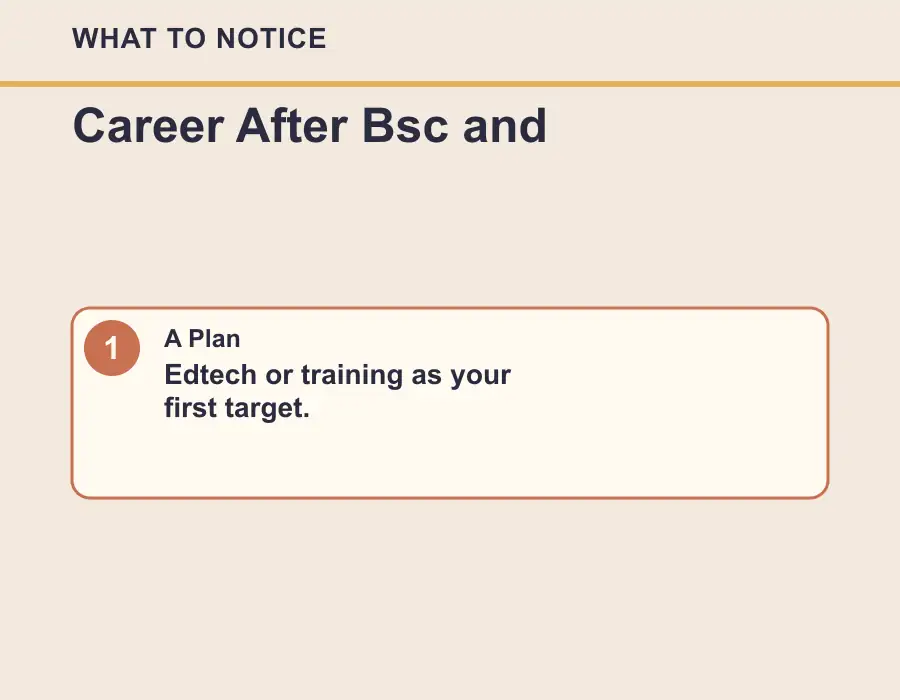 WHAT TO NOTICE
Career After Bsc and
1
A Plan
Edtech or training as your
first target.